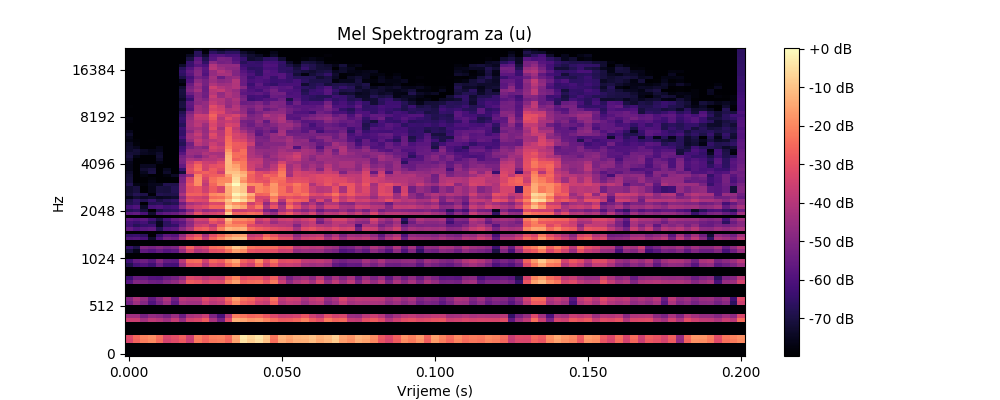 Mel Spektrogram za (u)
Hz
16384
8192
4096
2048
1024
512
0
0.000 0.050 0.100 0.150 0.200
Vrijeme (s)
+0 dB
-10 dB
-20 dB
-30 dB
-40 dB
-50 dB
-60 dB
-70 dB